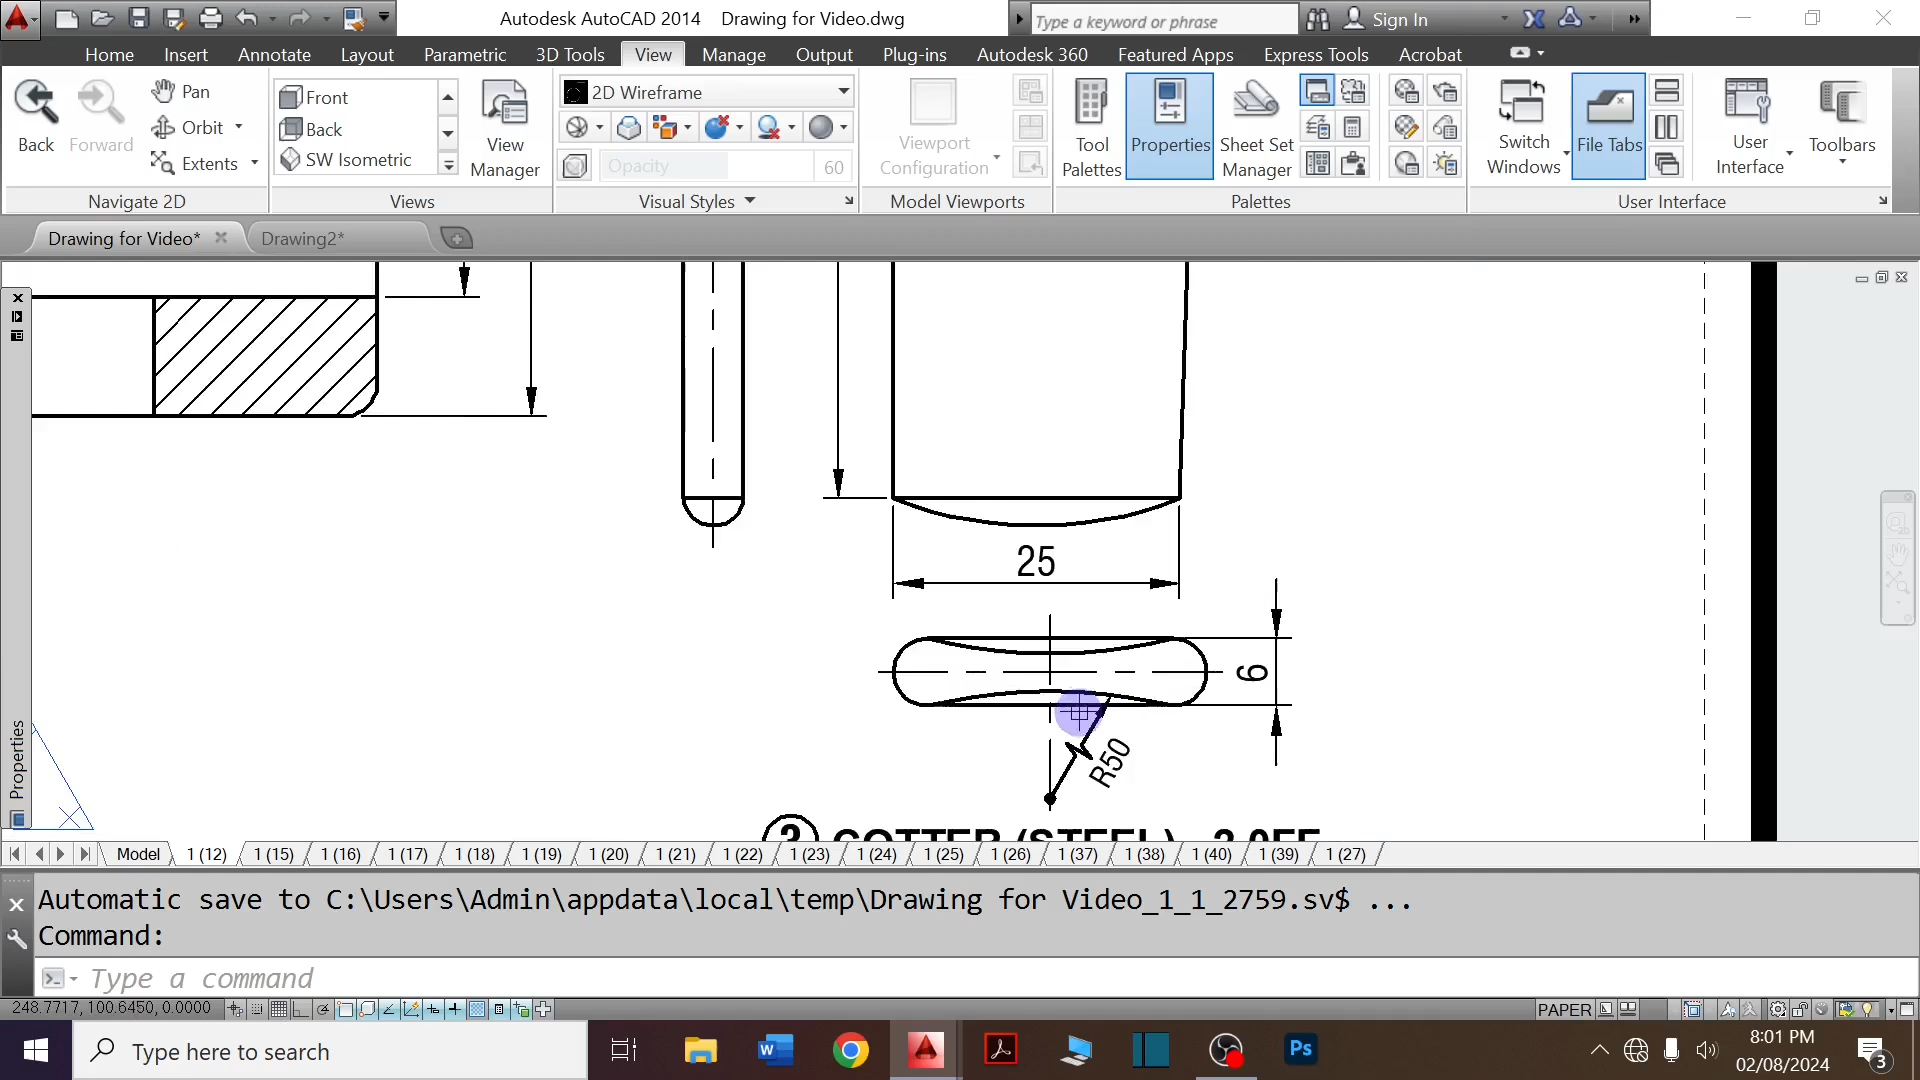 Autodesk AutoCAD 2014 Drawing for Video.dwg
Type a keyword or phrase
Sign In
Home Insert Annotate Layout Parametric 3D Tools View Manage Output Plug-ins Autodesk 360 Featured Apps Express Tools Acrobat
Back
Forward
Pan
Orbit
Extents
Navigate 2D
Front
Back
SW Isometric
View
Manager
Views
2D Wireframe
Opacity 60
Visual Styles
Viewport
Configuration
Model Viewports
Tool
Palettes
Properties
Sheet Set
Manager
Palettes
Switch
Windows
File Tabs
User
Interface
Toolbars
User Interface
Drawing for Video*
Drawing2*
Properties
25
6
R50
3 COTTER (STEEL) - 2 OFF
Model 1 (12) 1 (15) 1 (16) 1 (17) 1 (18) 1 (19) 1 (20) 1 (21) 1 (22) 1 (23) 1 (24) 1 (25) 1 (26) 1 (37) 1 (38) 1 (40) 1 (39) 1 (27)
Automatic save to C:\Users\Admin\appdata\local\temp\Drawing for Video_1_1_2759.sv$ ...
Command:
Type a command
248.7717, 100.6450, 0.0000
PAPER
Type here to search
Ps
8:01 PM
02/08/2024
3